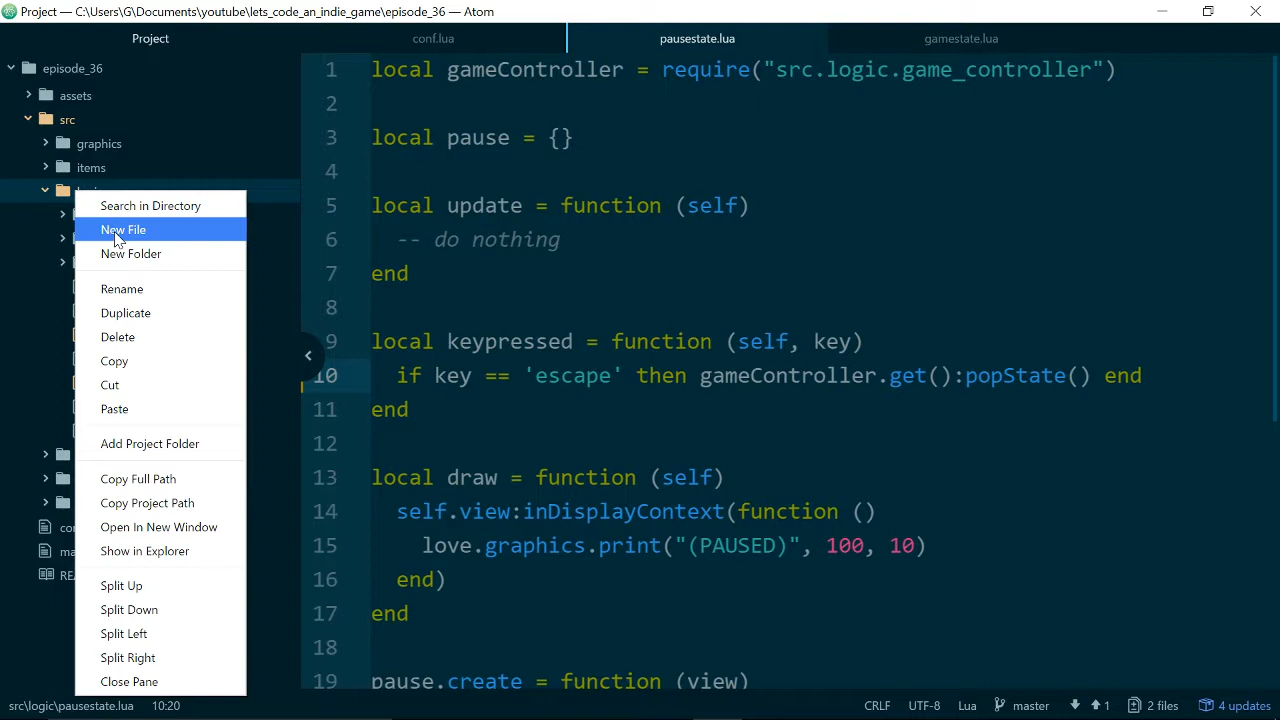 Project — C:\Users\G\Documents\youtube\lets_code_an_indie_game\episode_36 — Atom
Project
conf.lua
pausestate.lua
gamestate.lua
episode_36
assets
src
graphics
items
Search in Directory
New File
New Folder
Rename
Duplicate
Delete
Copy
Cut
Paste
Add Project Folder
Copy Full Path
Copy Project Path
Open In New Window
Show in Explorer
Split Up
Split Down
Split Left
Split Right
Close Pane
1 local gameController = require("src.logic.game_controller")
2
3 local pause = {}
4
5 local update = function (self)
6 -- do nothing
7 end
8
9 local keypressed = function (self, key)
10 if key == 'escape' then gameController.get():popState() end
11 end
12
13 local draw = function (self)
14 self.view:inDisplayContext(function ()
15 love.graphics.print("(PAUSED)", 100, 10)
16 end)
17 end
18
19 pause.create = function (view)
src\logic\pausestate.lua 10:20 CRLF UTF-8 Lua master 1 2 files 4 updates